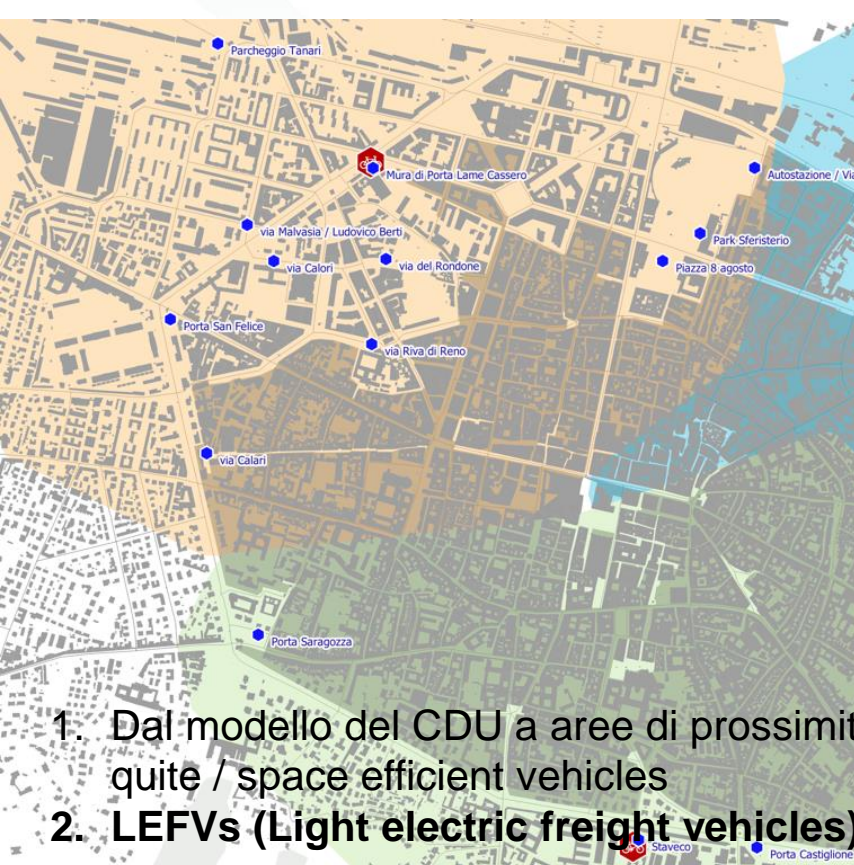 Parcheggio Tanari
Mura di Porta Lame Cassero
Autostazione / Via
via Malvasia / Ludovico Berti
Park Sferisterio
via Calori
via del Rondone
Piazza 8 agosto
Porta San Felice
via Riva di Reno
via Calari
Porta Saragozza
1. Dal modello del CDU a aree di prossimit
quite / space efficient vehicles
2. LEFVs (Light electric freight vehicles)
Staveco
Porta Castiglione